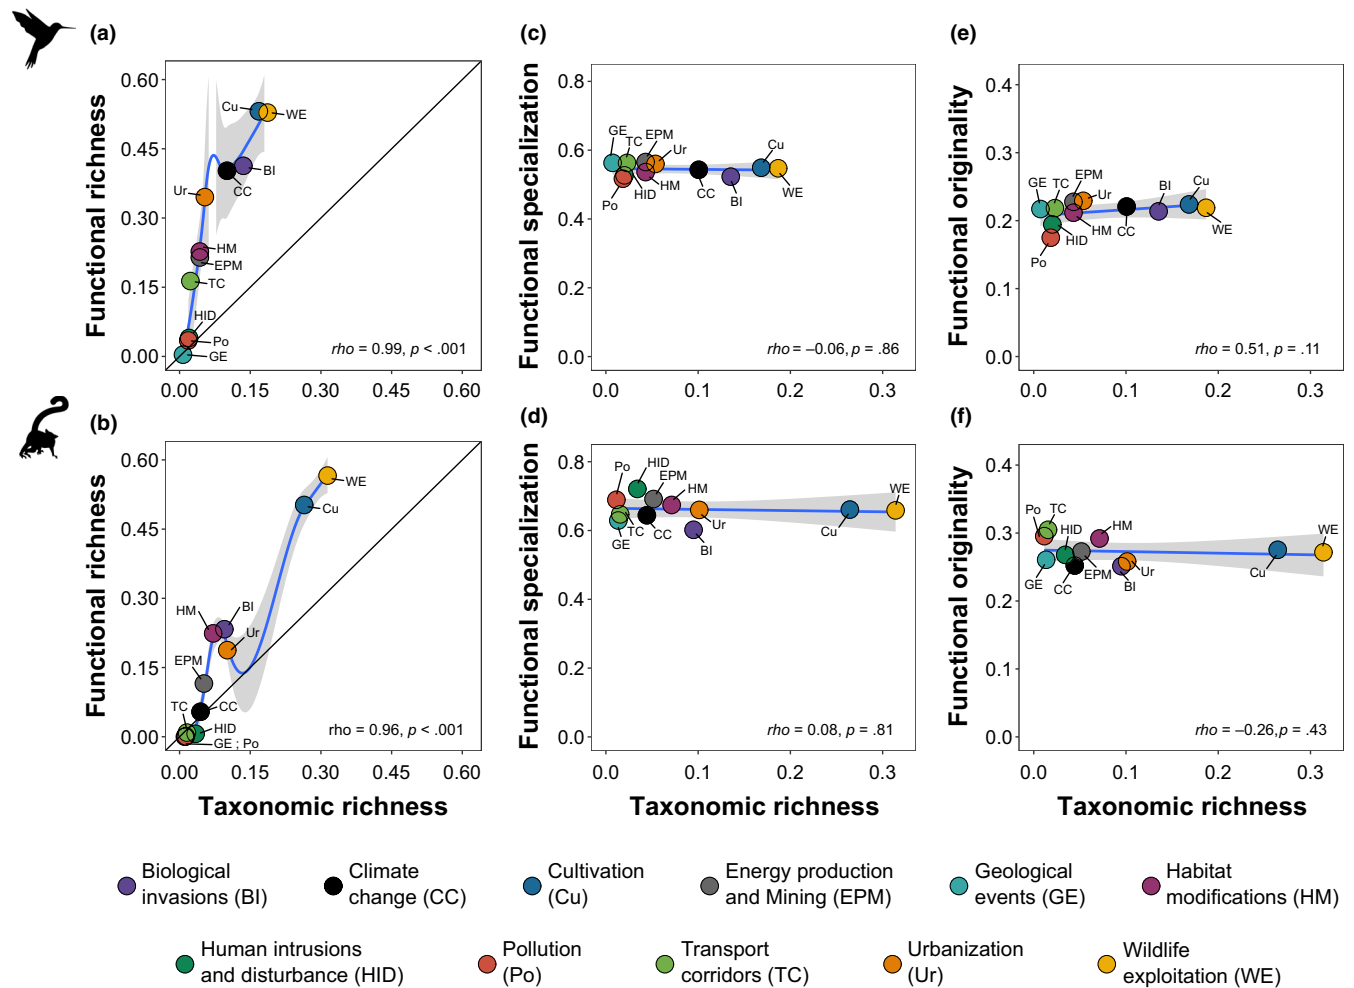 (a)
Functional richness
0.60
0.45
0.30
0.15
0.00
Cu
WE
BI
CC
Ur
HM
EPM
TC
HID
Po
GE
rho = 0.99, p < .001
0.00 0.15 0.30 0.45 0.60
(c)
Functional specialization
0.8
0.6
0.4
0.2
0.0
GE
TC
EPM
Ur
Cu
Po
HID
HM
CC
BI
WE
rho = –0.06, p = .86
0.0 0.1 0.2 0.3
(e)
Functional originality
0.4
0.3
0.2
0.1
0.0
GE
TC
EPM
Ur
BI
Cu
Po
HID
HM
CC
WE
rho = 0.51, p = .11
0.0 0.1 0.2 0.3
(b)
Functional richness
0.60
0.45
0.30
0.15
0.00
WE
Cu
HM
BI
Ur
EPM
TC
CC
HID
GE ; Po
rho = 0.96, p < .001
0.00 0.15 0.30 0.45 0.60
Taxonomic richness
(d)
Functional specialization
0.8
0.6
0.4
0.2
0.0
Po
HID
EPM
HM
WE
GE
TC
CC
BI
Ur
Cu
rho = 0.08, p = .81
0.0 0.1 0.2 0.3
Taxonomic richness
(f)
Functional originality
0.4
0.3
0.2
0.1
0.0
Po
TC
HID
HM
WE
GE
CC
EPM
BI
Ur
Cu
rho = –0.26,p = .43
0.0 0.1 0.2 0.3
Taxonomic richness
Biological
invasions (BI)
Climate
change (CC)
Cultivation
(Cu)
Energy production
and Mining (EPM)
Geological
events (GE)
Habitat
modifications (HM)
Human intrusions
and disturbance (HID)
Pollution
(Po)
Transport
corridors (TC)
Urbanization
(Ur)
Wildlife
exploitation (WE)